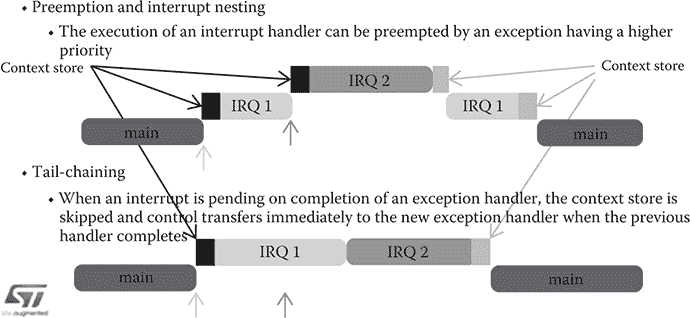 • Preemption and interrupt nesting
• The execution of an interrupt handler can be preempted by an exception having a higher
priority
Context store
Context store
IRQ 2
IRQ 1
IRQ 1
main
main
• Tail-chaining
• When an interrupt is pending on completion of an exception handler, the context store is
skipped and control transfers immediately to the new exception handler when the previous
handler completes
IRQ 1
IRQ 2
main
main
ST
life.augmented